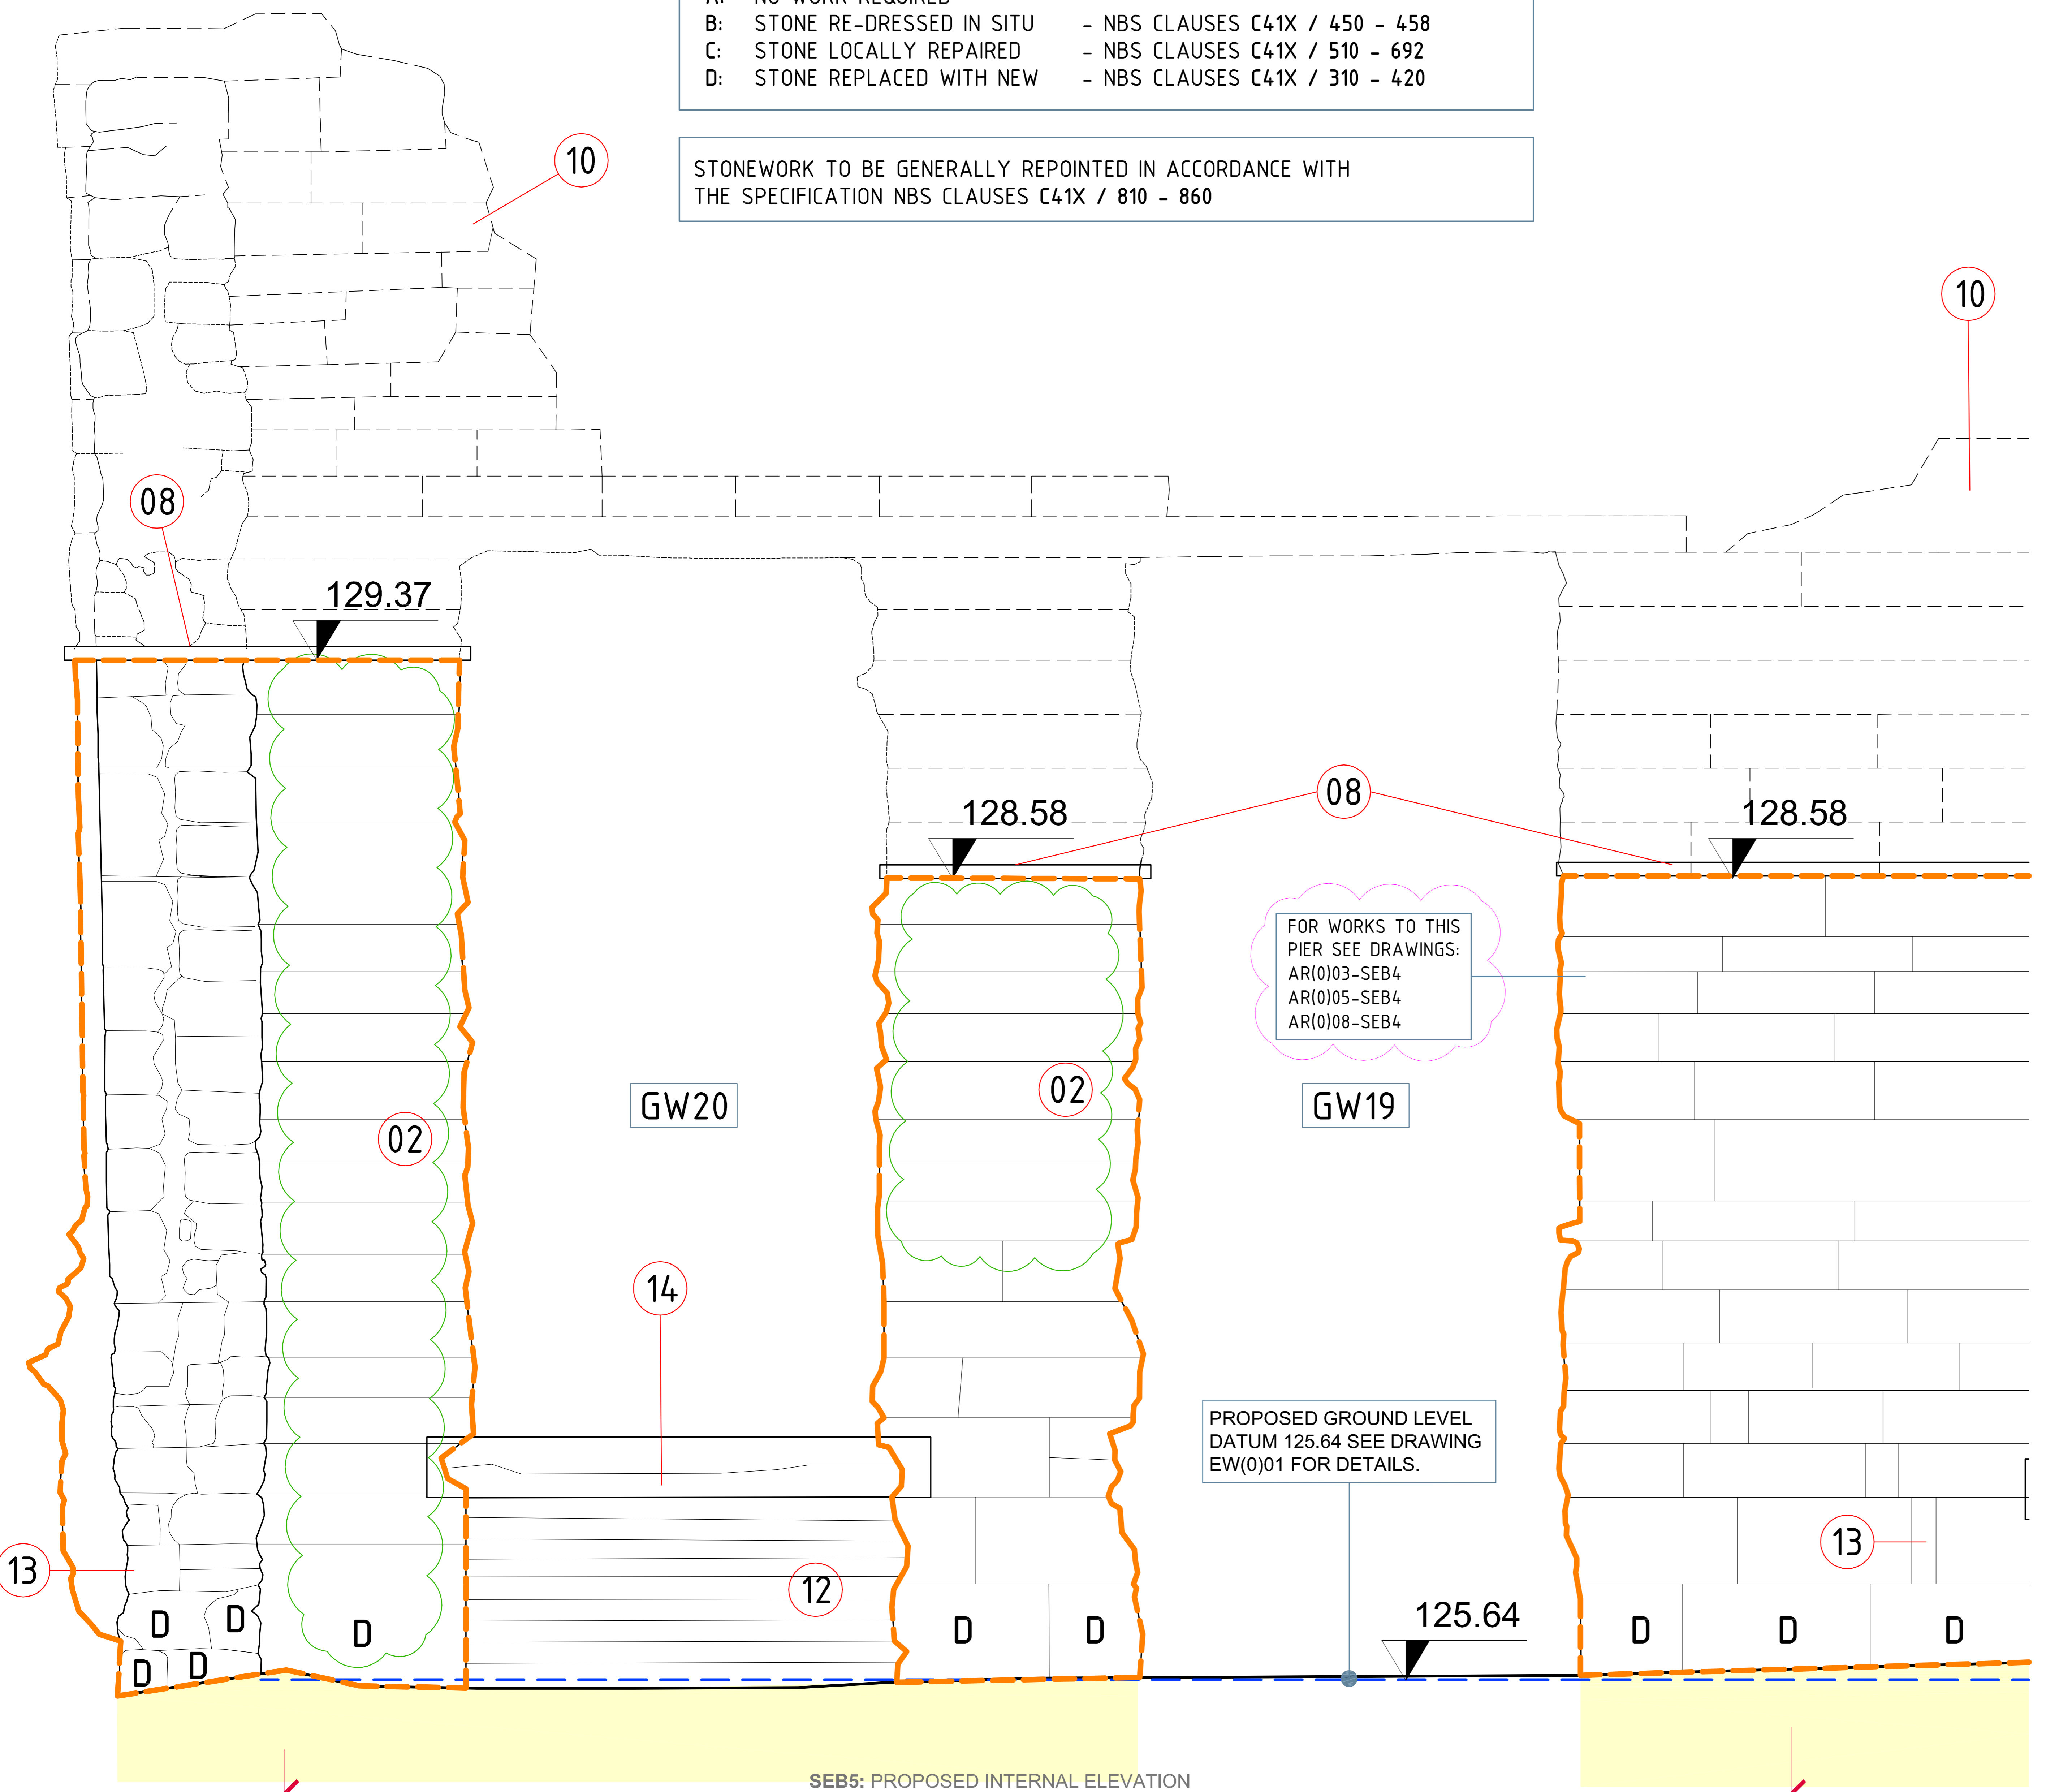 A: NO WORK REQUIRED
B: STONE RE-DRESSED IN SITU - NBS CLAUSES C41X / 450 - 458
C: STONE LOCALLY REPAIRED - NBS CLAUSES C41X / 510 - 692
D: STONE REPLACED WITH NEW - NBS CLAUSES C41X / 310 - 420
STONEWORK TO BE GENERALLY REPOINTED IN ACCORDANCE WITH
THE SPECIFICATION NBS CLAUSES C41X / 810 - 860
10
10
08
129.37
08
128.58
128.58
FOR WORKS TO THIS
PIER SEE DRAWINGS:
AR(0)03-SEB4
AR(0)05-SEB4
AR(0)08-SEB4
02
GW20
02
GW19
14
PROPOSED GROUND LEVEL
DATUM 125.64 SEE DRAWING
EW(0)01 FOR DETAILS.
13
12
13
D D D D D D D D
125.64
D D
SEB5: PROPOSED INTERNAL ELEVATION